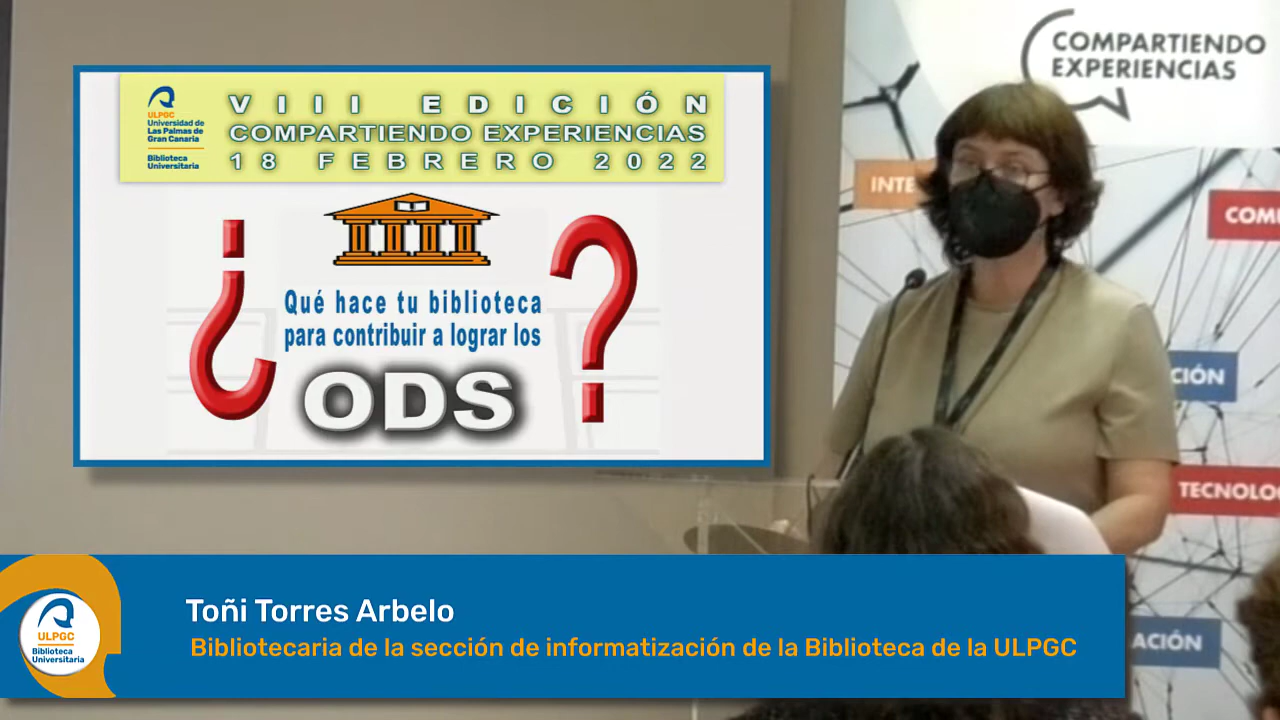 COMPARTIENDO
EXPERIENCIAS
ULPGC
Universidad de
Las Palmas de
Gran Canaria
Biblioteca
Universitaria
VIII EDICIÓN
COMPARTIENDO EXPERIENCIAS
18 FEBRERO 2022
Qué hace tu biblioteca
para contribuir a lograr los
¿ODS?
INTE
COMU
CIÓN
TECNOLO
ACIÓN
ULPGC
Biblioteca
Universitaria
Toñi Torres Arbelo
Bibliotecaria de la sección de informatización de la Biblioteca de la ULPGC